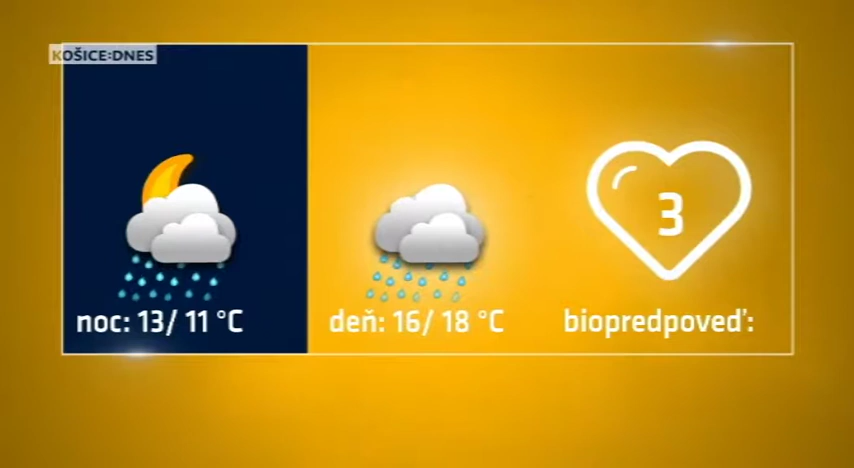 KOŠICE:DNES
3
noc: 13/ 11 °C
deň: 16/ 18 °C
biopredpoveď: